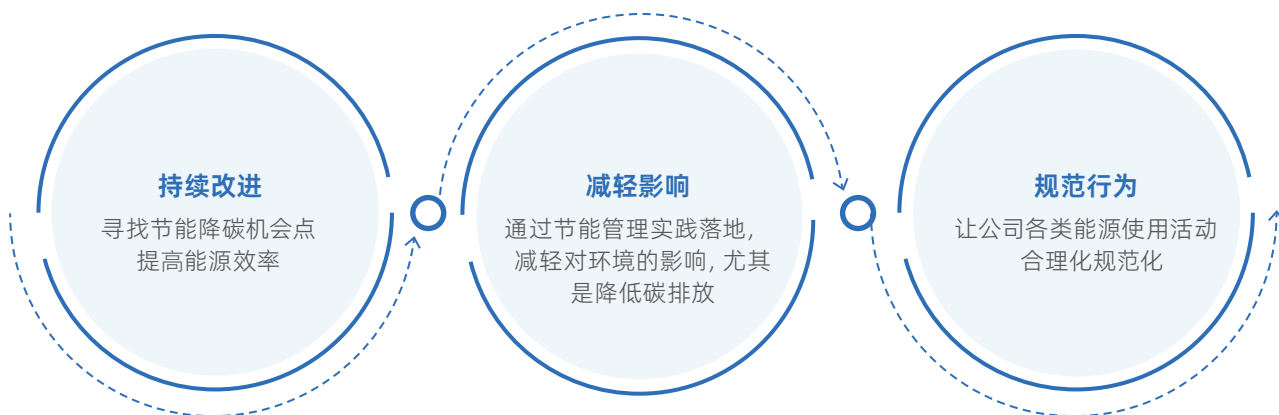 持续改进
寻找节能降碳机会点
提高能源效率
减轻影响
通过节能管理实践落地，
减轻对环境的影响, 尤其
是降低碳排放
规范行为
让公司各类能源使用活动
合理化规范化